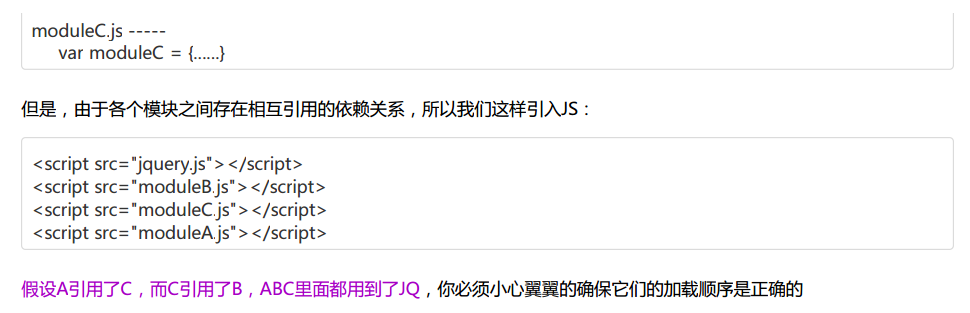 moduleC.js -----
var moduleC = {......}
但是，由于各个模块之间存在相互引用的依赖关系，所以我们这样引入JS：
<script src="jquery.js"></script>
<script src="moduleB.js"></script>
<script src="moduleC.js"></script>
<script src="moduleA.js"></script>
假设A引用了C，而C引用了B，ABC里面都用到了JQ，你必须小心翼翼的确保它们的加载顺序是正确的